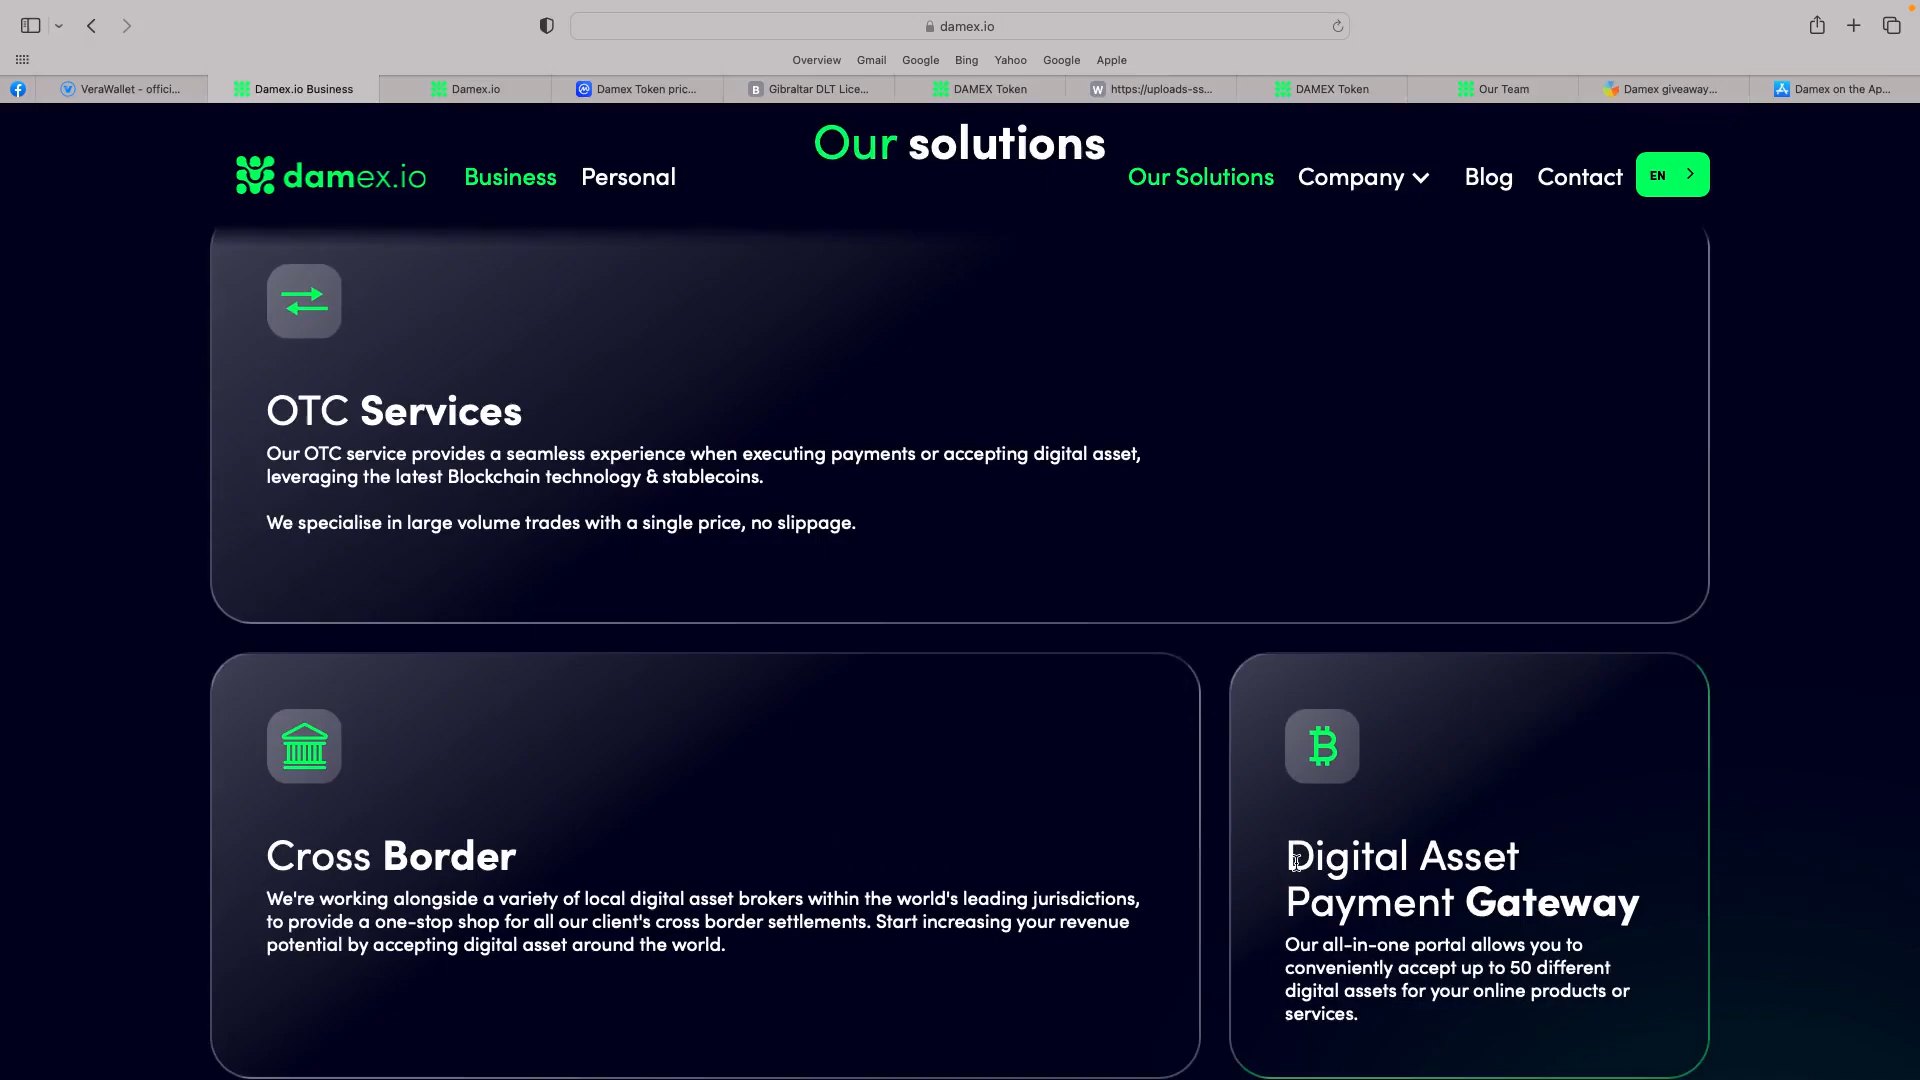 damex.io
Overview Gmail Google Bing Yahoo Google Apple
VeraWallet - offici...
Damex.io Business
Damex.io
Damex Token pric...
Gibraltar DLT Lice...
DAMEX Token
https://uploads-ss...
DAMEX Token
Our Team
Damex giveaway...
Damex on the Ap...
Our solutions
damex.io
Business Personal
Our Solutions Company Blog Contact EN
OTC Services
Our OTC service provides a seamless experience when executing payments or accepting digital asset,
leveraging the latest Blockchain technology & stablecoins.
We specialise in large volume trades with a single price, no slippage.
Cross Border
We're working alongside a variety of local digital asset brokers within the world's leading jurisdictions,
to provide a one-stop shop for all our client's cross border settlements. Start increasing your revenue
potential by accepting digital asset around the world.
Digital Asset
Payment Gateway
Our all-in-one portal allows you to
conveniently accept up to 50 different
digital assets for your online products or
services.